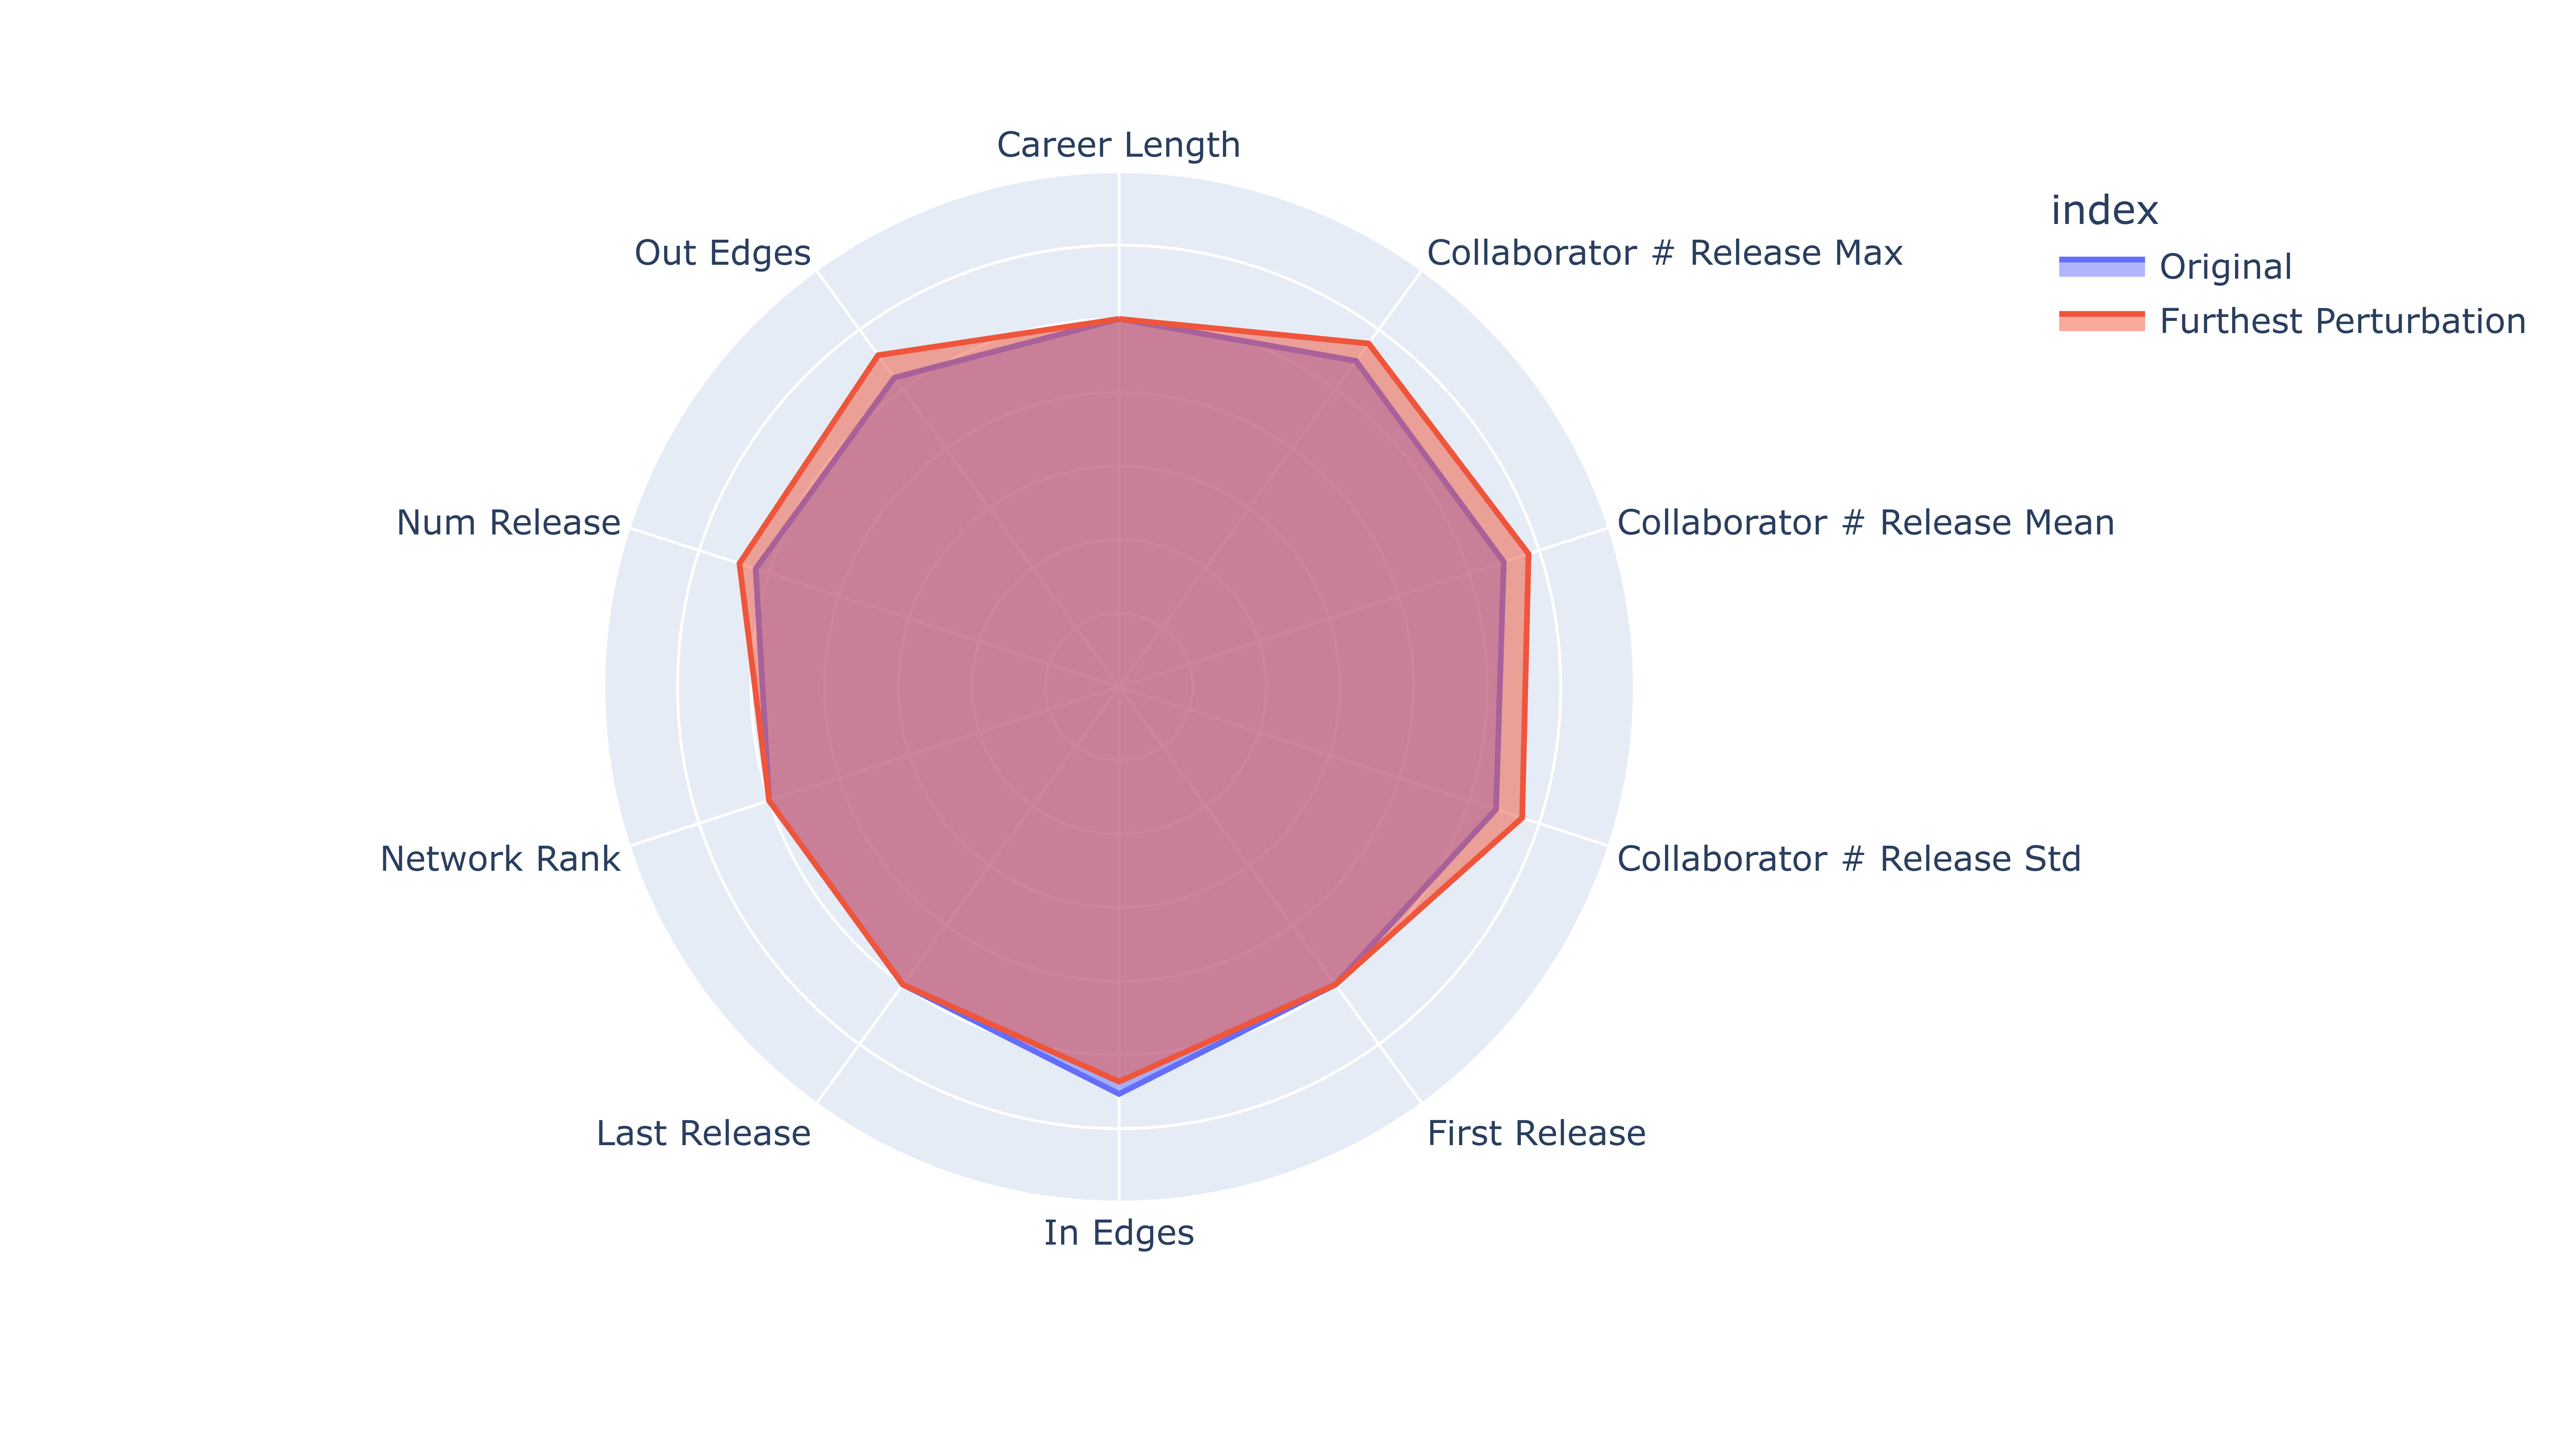 Career Length
Out Edges
Collaborator # Release Max
Num Release
Collaborator # Release Mean
Network Rank
Collaborator # Release Std
Last Release
First Release
In Edges
index
Original
Furthest Perturbation